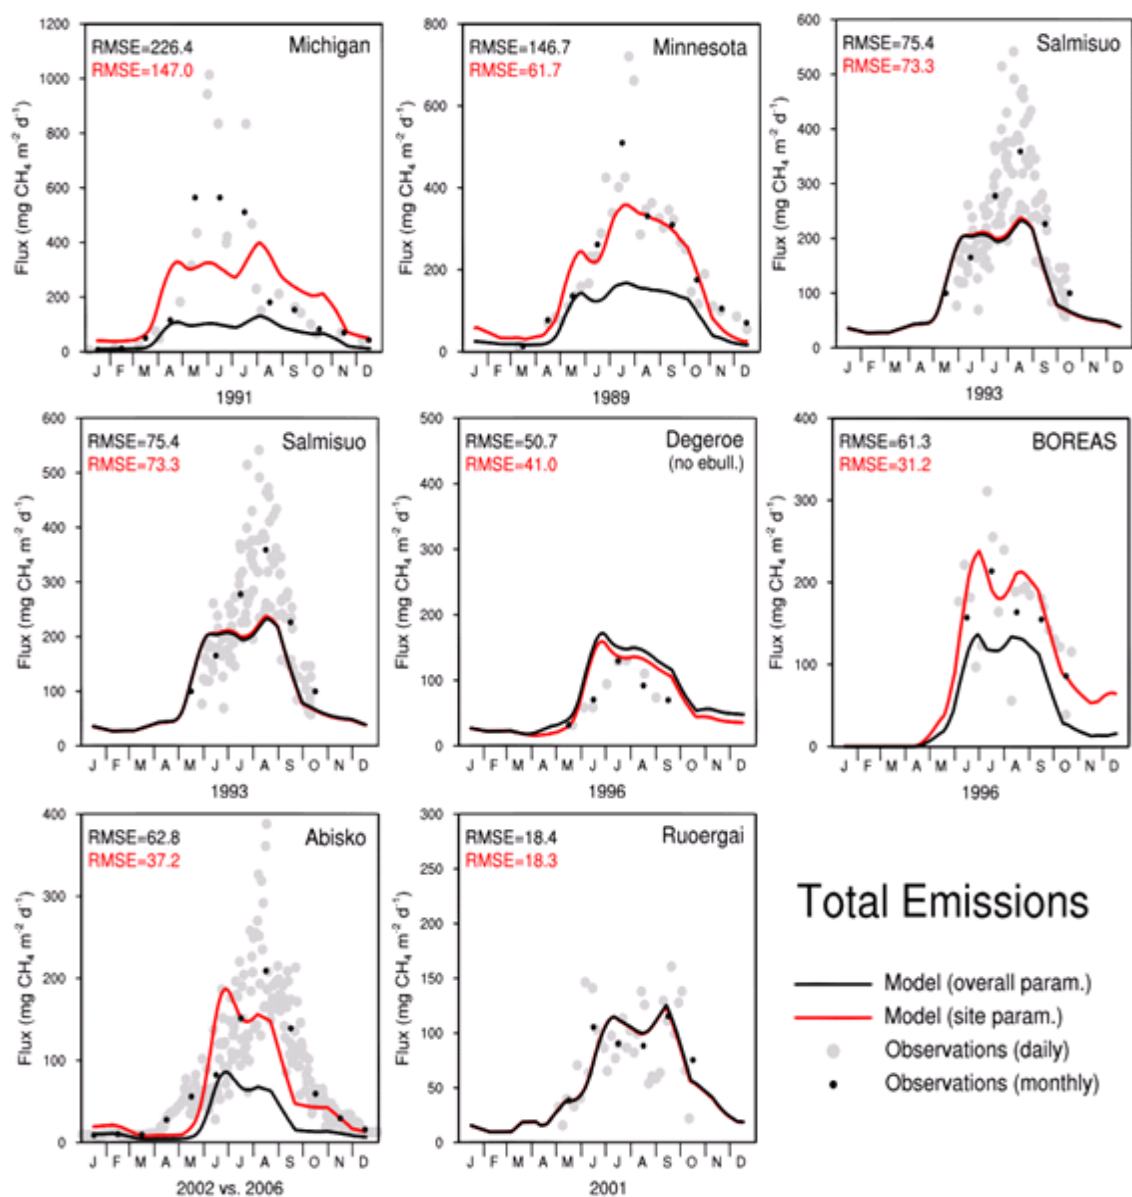 1200
1000
800
600
400
200
0
Flux (mg CH₄ m⁻² d⁻¹)
RMSE=226.4
RMSE=147.0
Michigan
J F M A M J J A S O N D
1991
800
600
400
200
0
Flux (mg CH₄ m⁻² d⁻¹)
RMSE=146.7
RMSE=61.7
Minnesota
J F M A M J J A S O N D
1989
600
500
400
300
200
100
0
Flux (mg CH₄ m⁻² d⁻¹)
RMSE=75.4
RMSE=73.3
Salmisuo
J F M A M J J A S O N D
1993
600
500
400
300
200
100
0
Flux (mg CH₄ m⁻² d⁻¹)
RMSE=75.4
RMSE=73.3
Salmisuo
J F M A M J J A S O N D
1993
500
400
300
200
100
0
Flux (mg CH₄ m⁻² d⁻¹)
RMSE=50.7
RMSE=41.0
Degeroe
(no ebull.)
J F M A M J J A S O N D
1996
400
300
200
100
0
Flux (mg CH₄ m⁻² d⁻¹)
RMSE=61.3
RMSE=31.2
BOREAS
J F M A M J J A S O N D
1996
400
300
200
100
0
Flux (mg CH₄ m⁻² d⁻¹)
RMSE=62.8
RMSE=37.2
Abisko
J F M A M J J A S O N D
2002 vs. 2006
300
250
200
150
100
50
0
Flux (mg CH₄ m⁻² d⁻¹)
RMSE=18.4
RMSE=18.3
Ruoergai
J F M A M J J A S O N D
2001
Total Emissions
Model (overall param.)
Model (site param.)
Observations (daily)
Observations (monthly)